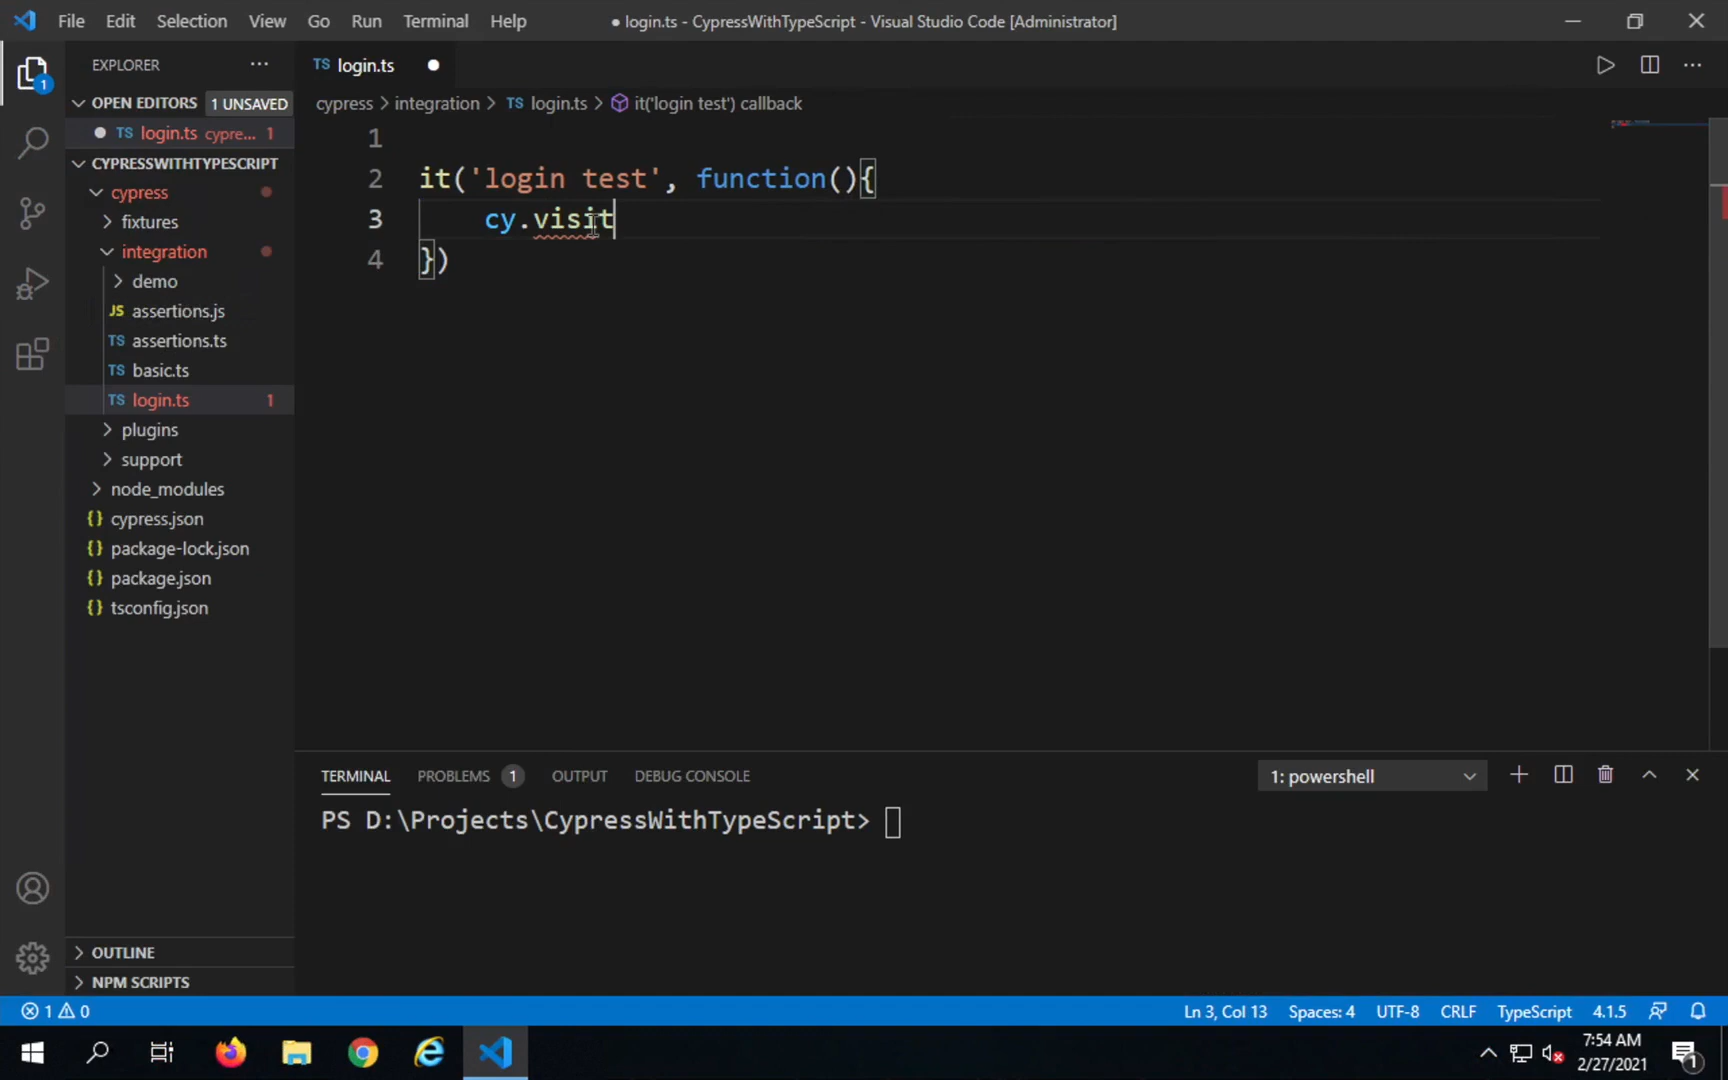 File Edit Selection View Go Run Terminal Help ● login.ts - CypressWithTypeScript - Visual Studio Code [Administrator]
EXPLORER ···
TS login.ts ●
OPEN EDITORS 1 UNSAVED
cypress > integration > TS login.ts > it('login test') callback
● TS login.ts cypre... 1
CYPRESSWITHTYPESCRIPT
cypress
fixtures
integration
demo
JS assertions.js
TS assertions.ts
TS basic.ts
TS login.ts 1
plugins
support
node_modules
{} cypress.json
{} package-lock.json
{} package.json
{} tsconfig.json
1
1
2 it('login test', function(){
3 cy.visit
4 })
TERMINAL PROBLEMS 1 OUTPUT DEBUG CONSOLE 1: powershell
PS D:\Projects\CypressWithTypeScript>
OUTLINE
NPM SCRIPTS
1 0 Ln 3, Col 13 Spaces: 4 UTF-8 CRLF TypeScript 4.1.5
7:54 AM
2/27/2021
1